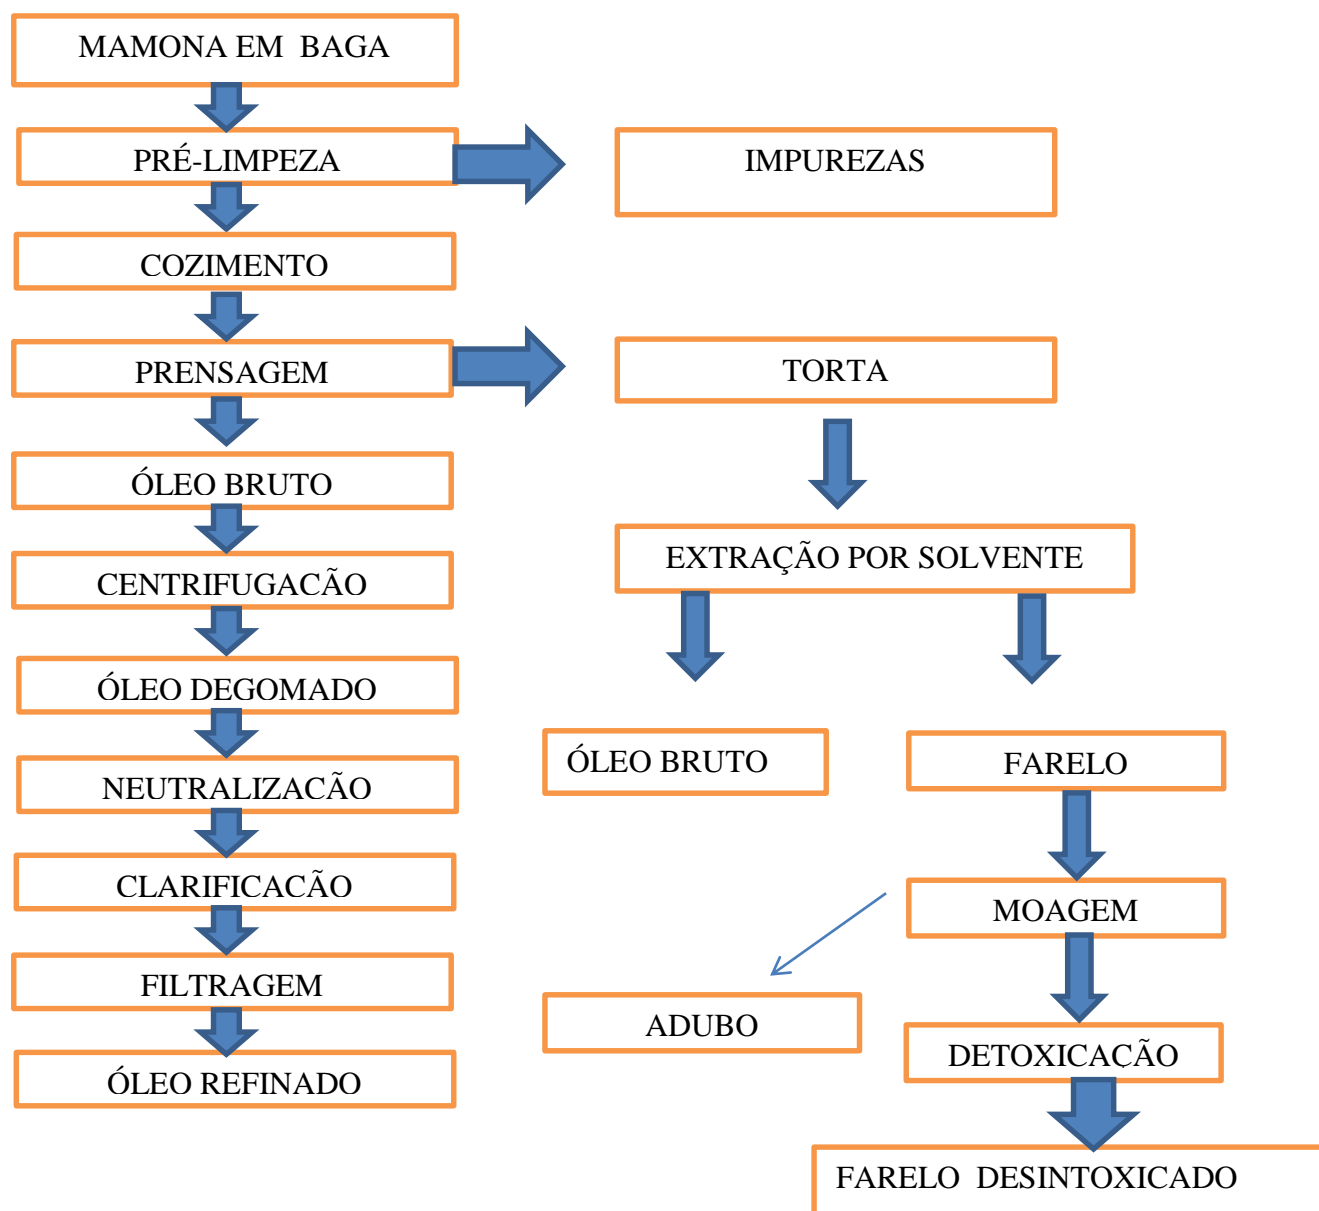 MAMONA EM BAGA
PRÉ-LIMPEZA
IMPUREZAS
COZIMENTO
PRENSAGEM
TORTA
ÓLEO BRUTO
EXTRAÇÃO POR SOLVENTE
CENTRIFUGACÃO
ÓLEO DEGOMADO
ÓLEO BRUTO
FARELO
NEUTRALIZACÃO
CLARIFICACÃO
MOAGEM
FILTRAGEM
ADUBO
DETOXICAÇÃO
ÓLEO REFINADO
FARELO DESINTOXICADO